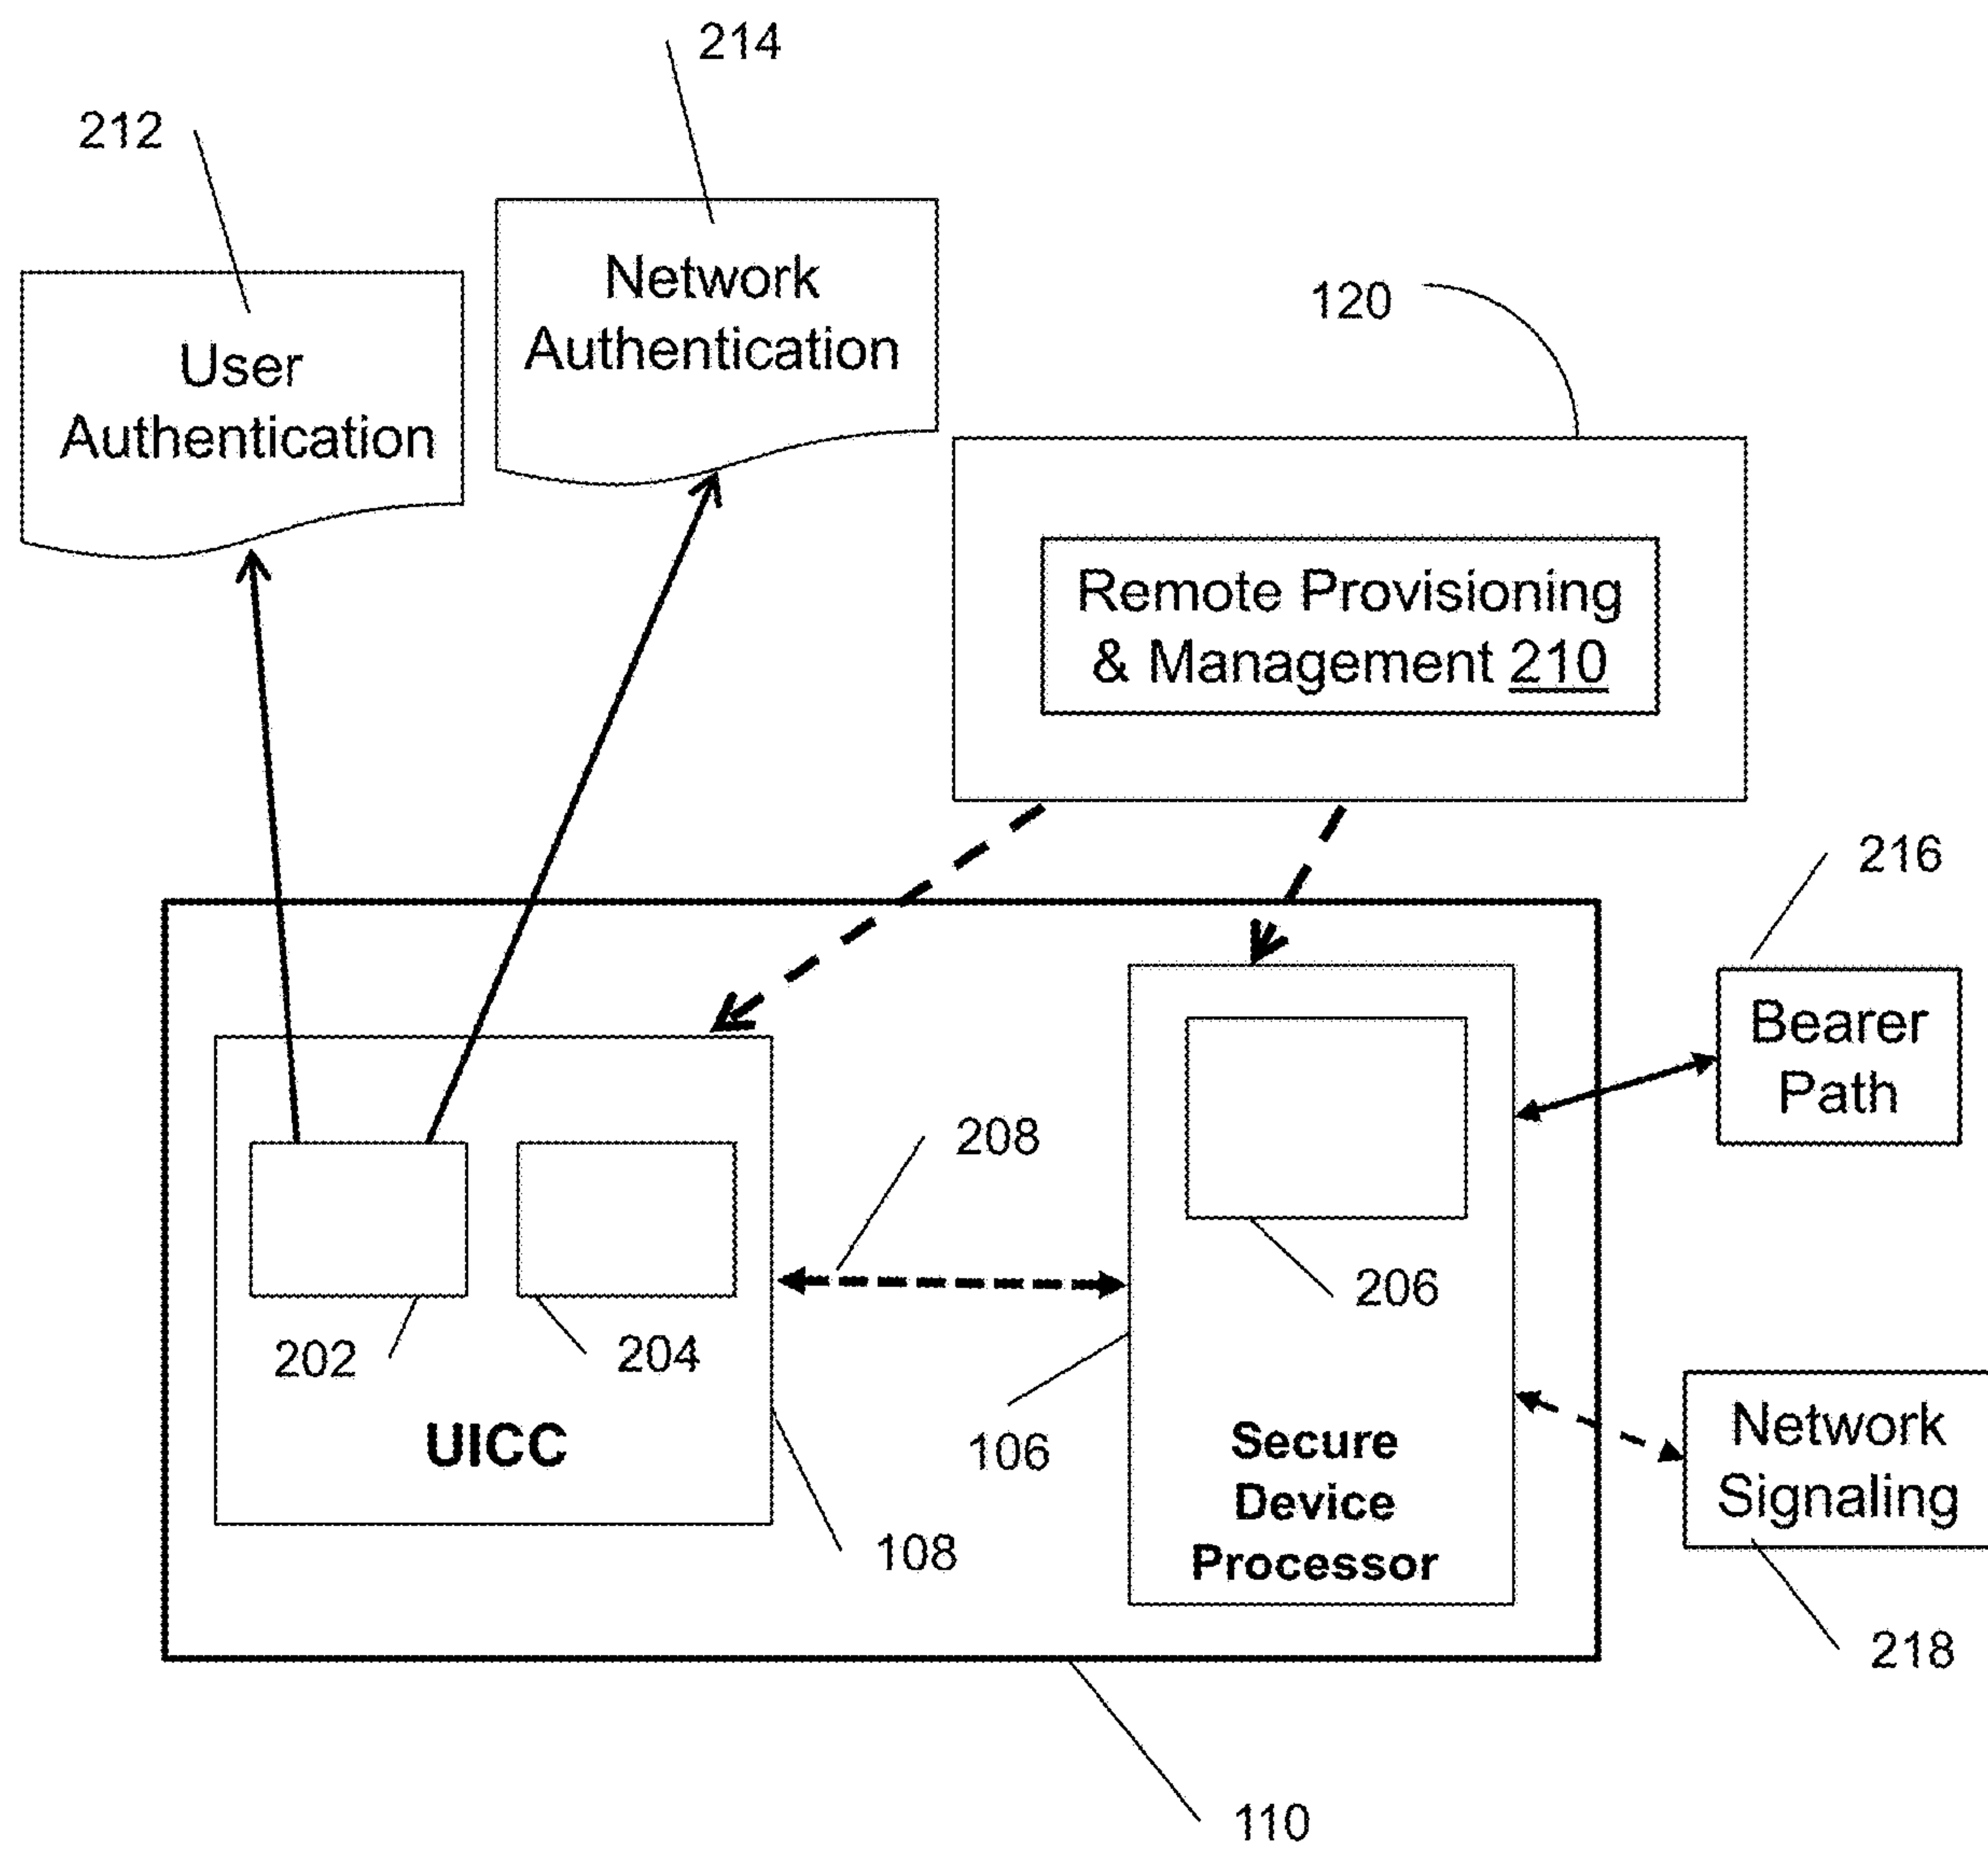 214
212
Network
Authentication
120
User
Authentication
Remote Provisioning
& Management 210
216
Bearer
Path
208
206
202
204
106
UICC
Secure
Device
Processor
Network
Signaling
108
218
110